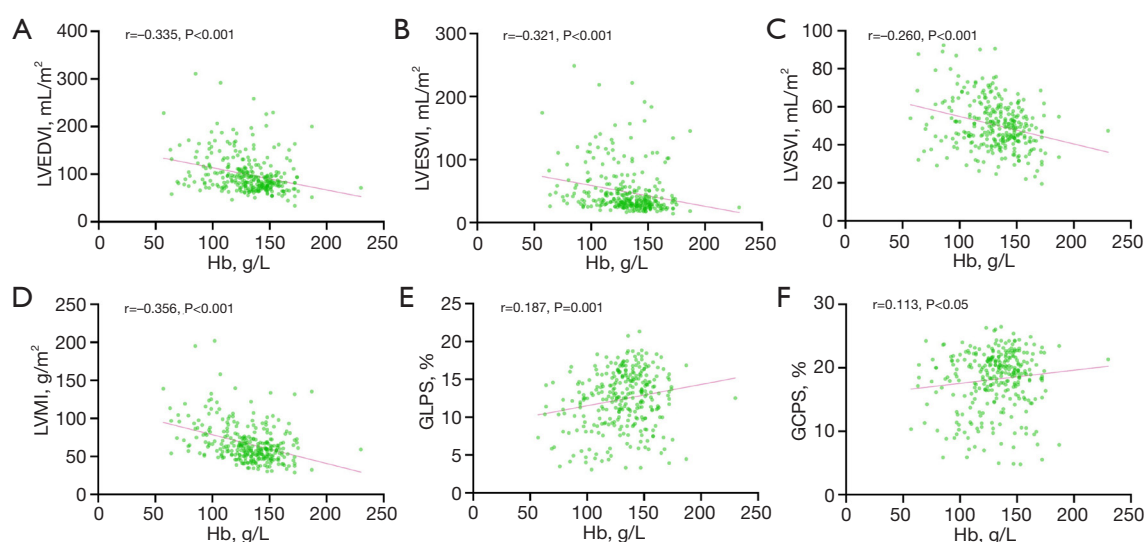 A
r=–0.335, P<0.001
400
300
200
100
0
LVEDVI, mL/m²
0 50 100 150 200 250
Hb, g/L
B
r=–0.321, P<0.001
300
200
100
0
LVESVI, mL/m²
0 50 100 150 200 250
Hb, g/L
C
r=–0.260, P<0.001
100
80
60
40
20
0
LVSVI, mL/m²
0 50 100 150 200 250
Hb, g/L
D
r=–0.356, P<0.001
250
200
150
100
50
0
LVMI, g/m²
0 50 100 150 200 250
Hb, g/L
E
r=0.187, P=0.001
25
20
15
10
5
0
GLPS, %
0 50 100 150 200 250
Hb, g/L
F
r=0.113, P<0.05
30
20
10
0
GCPS, %
0 50 100 150 200 250
Hb, g/L